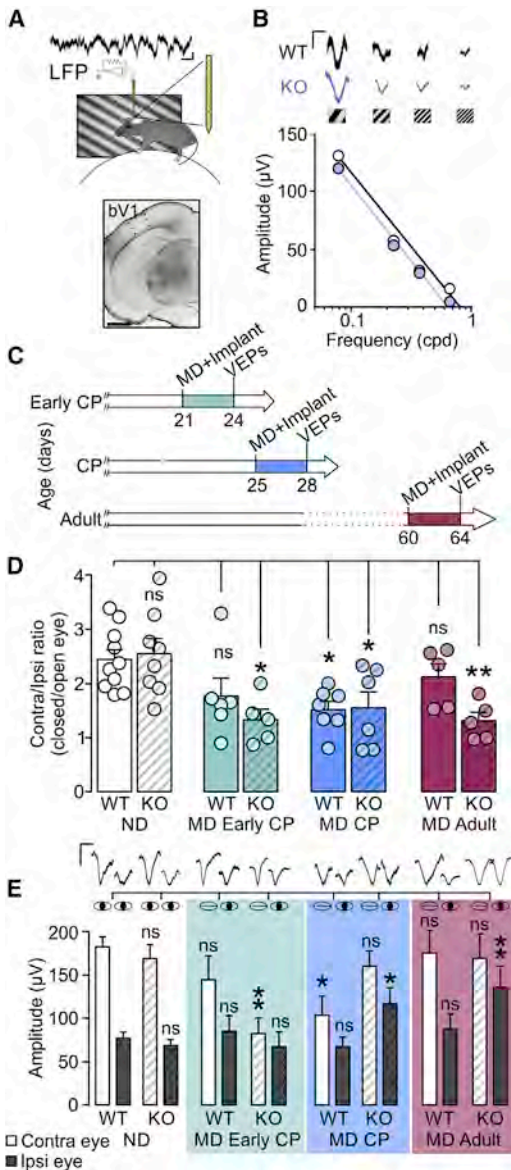 A
LFP
bV1
B
WT
KO
150
100
50
0
Amplitude (µV)
0.1
1
Frequency (cpd)
C
Age (days)
MD+Implant
VEPs
Early CP
21
24
MD+Implant
VEPs
CP
25
28
MD+Implant
VEPs
Adult
60
64
D
Contra/Ipsi ratio
(closed/open eye)
4
3
2
1
0
ns
ns
*
*
*
ns
**
WT KO WT KO WT KO WT KO
ND MD Early CP MD CP MD Adult
E
Amplitude (µV)
200
150
100
50
0
ns
ns
ns
ns
**
ns
*
ns
ns
*
ns
ns
ns
**
WT KO WT KO WT KO WT KO
ND MD Early CP MD CP MD Adult
Contra eye
Ipsi eye